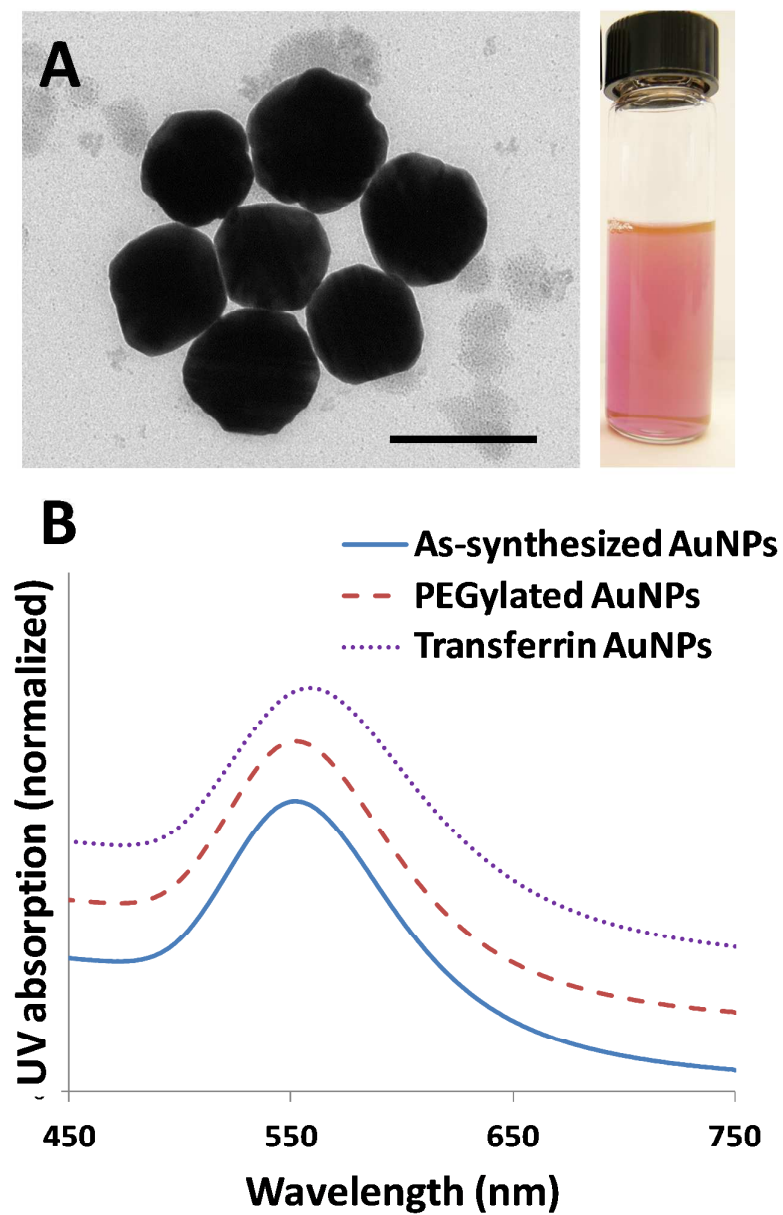 A
B
As-synthesized AuNPs
PEGylated AuNPs
Transferrin AuNPs
UV absorption (normalized)
450 550 650 750
Wavelength (nm)